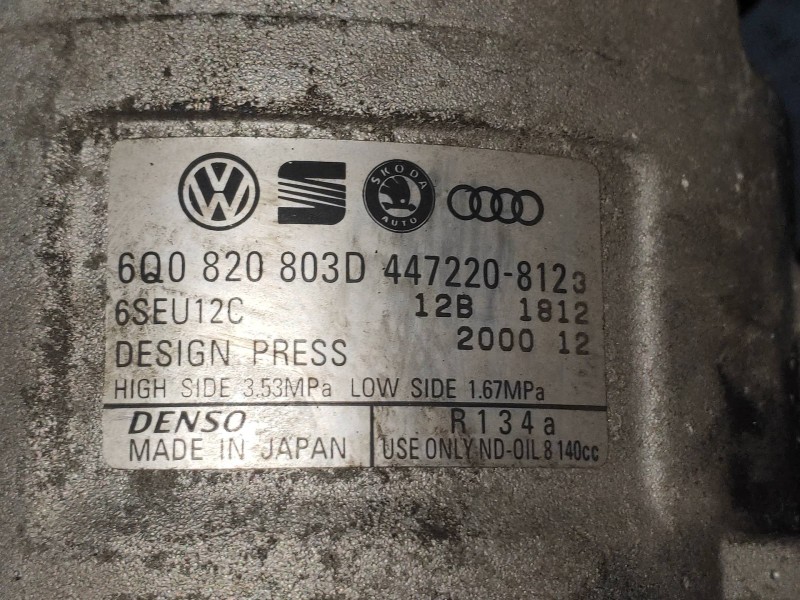 VW SKODA AUTO
6Q0 820 803D 447220-8123
6SEU12C 12B 1812
DESIGN PRESS 2000 12
HIGH SIDE 3.53MPa LOW SIDE 1.67MPa
DENSO R134a
MADE IN JAPAN USE ONLY ND-OIL 8 140cc